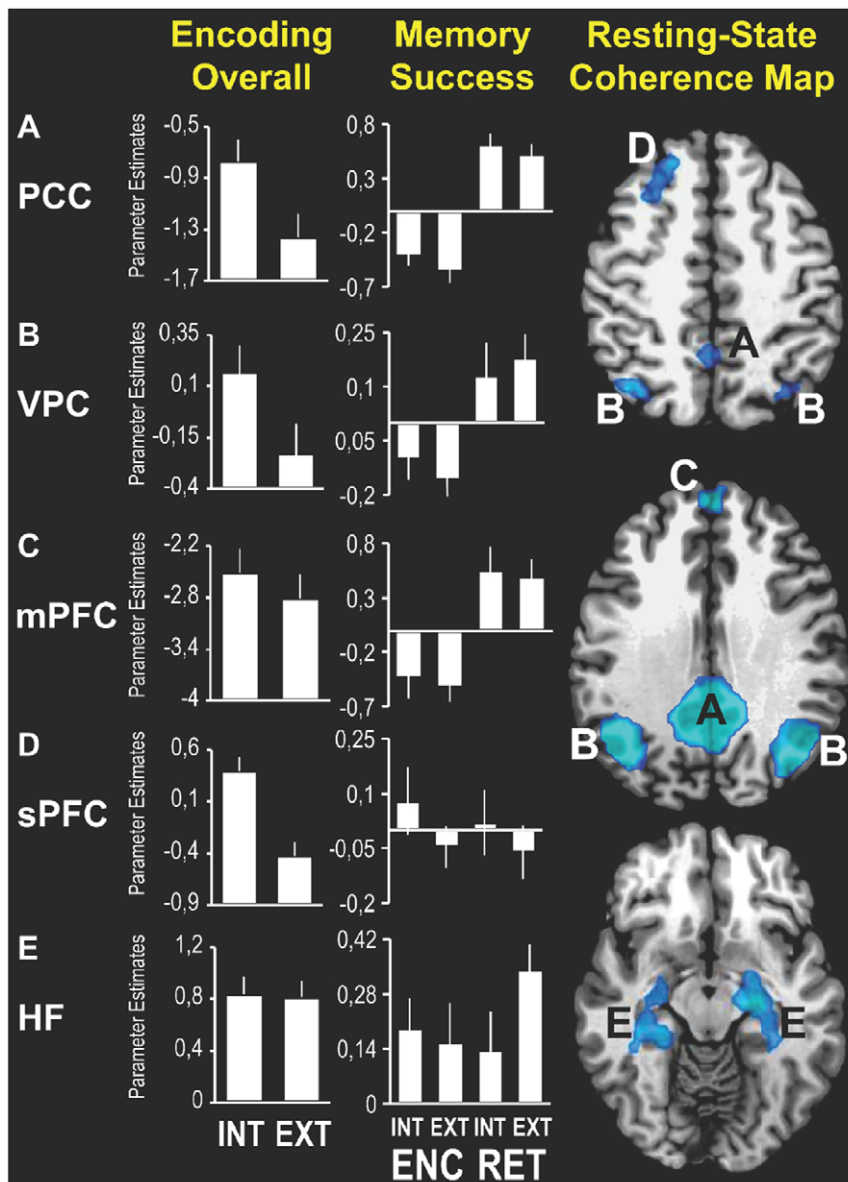 Encoding Overall
Memory Success
Resting-State Coherence Map
A
PCC
Parameter Estimates
-0,5
-0,9
-1,3
-1,7
0,8
0,3
-0,2
-0,7
B
VPC
Parameter Estimates
0,35
0,1
-0,15
-0,4
0,25
0,1
0,05
-0,2
C
mPFC
Parameter Estimates
-2,2
-2,8
-3,4
-4
0,8
0,3
-0,2
-0,7
D
sPFC
Parameter Estimates
0,6
0,1
-0,4
-0,9
0,25
0,1
-0,05
-0,2
E
HF
Parameter Estimates
1,2
0,8
0,4
0
0,42
0,28
0,14
0
INT EXT
INT EXT INT EXT
ENC RET
D
A
B B
C
A
B B
E E